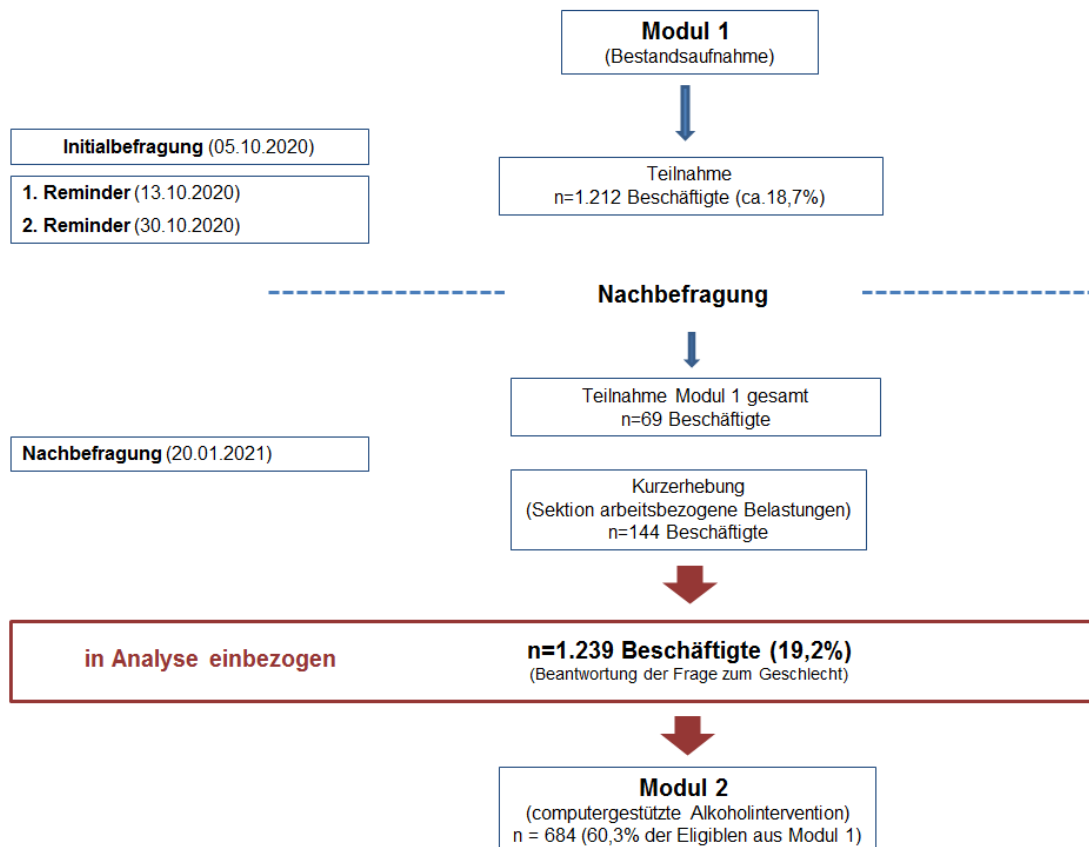 Modul 1
(Bestandsaufnahme)
Initialbefragung (05.10.2020)
1. Reminder (13.10.2020)
2. Reminder (30.10.2020)
Teilnahme
n=1.212 Beschäftigte (ca.18,7%)
Nachbefragung
Teilnahme Modul 1 gesamt
n=69 Beschäftigte
Nachbefragung (20.01.2021)
Kurzerhebung
(Sektion arbeitsbezogene Belastungen)
n=144 Beschäftigte
in Analyse einbezogen
n=1.239 Beschäftigte (19,2%)
(Beantwortung der Frage zum Geschlecht)
Modul 2
(computergestützte Alkoholintervention)
n = 684 (60,3% der Eligiblen aus Modul 1)